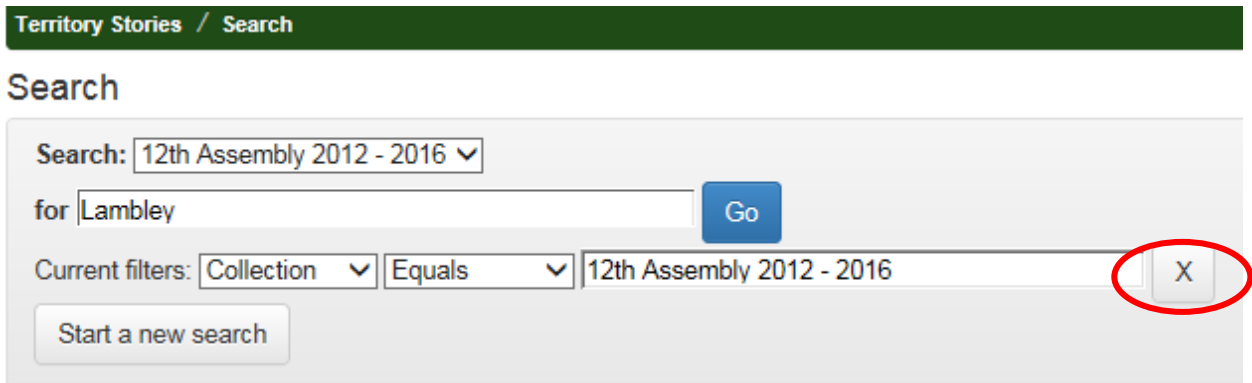 Territory Stories / Search
Search
Search: 12th Assembly 2012 - 2016
for Lambley Go
Current filters: Collection Equals 12th Assembly 2012 - 2016 X
Start a new search